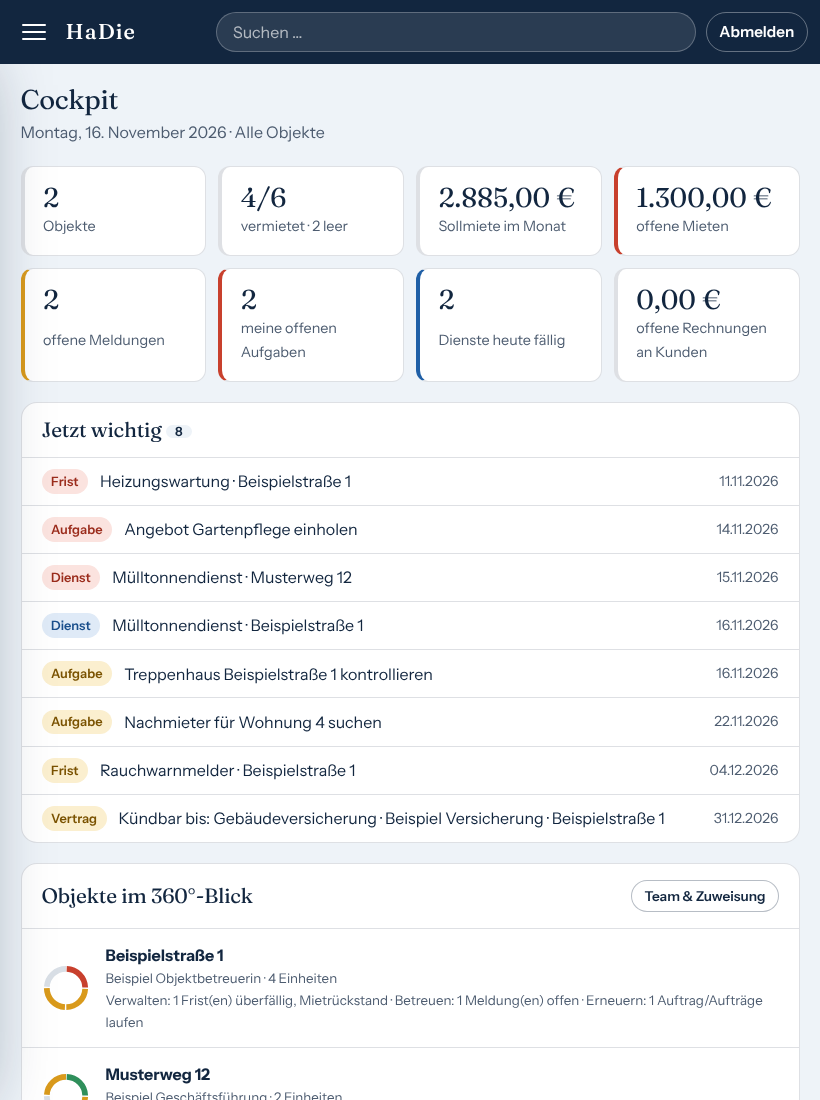 HaDie
Suchen ...
Abmelden
Cockpit
Montag, 16. November 2026 · Alle Objekte
2
Objekte
4/6
vermietet · 2 leer
2.885,00 €
Sollmiete im Monat
1.300,00 €
offene Mieten
2
offene Meldungen
2
meine offenen
Aufgaben
2
Dienste heute fällig
0,00 €
offene Rechnungen
an Kunden
Jetzt wichtig 8
Frist Heizungswartung · Beispielstraße 1 11.11.2026
Aufgabe Angebot Gartenpflege einholen 14.11.2026
Dienst Mülltonnendienst · Musterweg 12 15.11.2026
Dienst Mülltonnendienst · Beispielstraße 1 16.11.2026
Aufgabe Treppenhaus Beispielstraße 1 kontrollieren 16.11.2026
Aufgabe Nachmieter für Wohnung 4 suchen 22.11.2026
Frist Rauchwarnmelder · Beispielstraße 1 04.12.2026
Vertrag Kündbar bis: Gebäudeversicherung · Beispiel Versicherung · Beispielstraße 1 31.12.2026
Objekte im 360°-Blick
Team & Zuweisung
Beispielstraße 1
Beispiel Objektbetreuerin · 4 Einheiten
Verwalten: 1 Frist(en) überfällig, Mietrückstand · Betreuen: 1 Meldung(en) offen · Erneuern: 1 Auftrag/Aufträge
laufen
Musterweg 12
Beispiel Geschäftsführung · 2 Einheiten